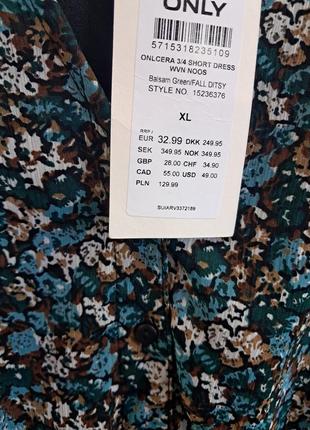 ONLY
5715318235109
ONLCERA 3/4 SHORT DRESS
WVN NOOS
Balsam Green/FALL DITSY
STYLE NO. 15236376
XL
RRP /
EUR 32.99 DKK 249.95
SEK 349.95 NOK 349.95
GBP 28.00 CHF 34.90
CAD 55.00 USD 49.00
PLN 129.99
SUIARV3372189